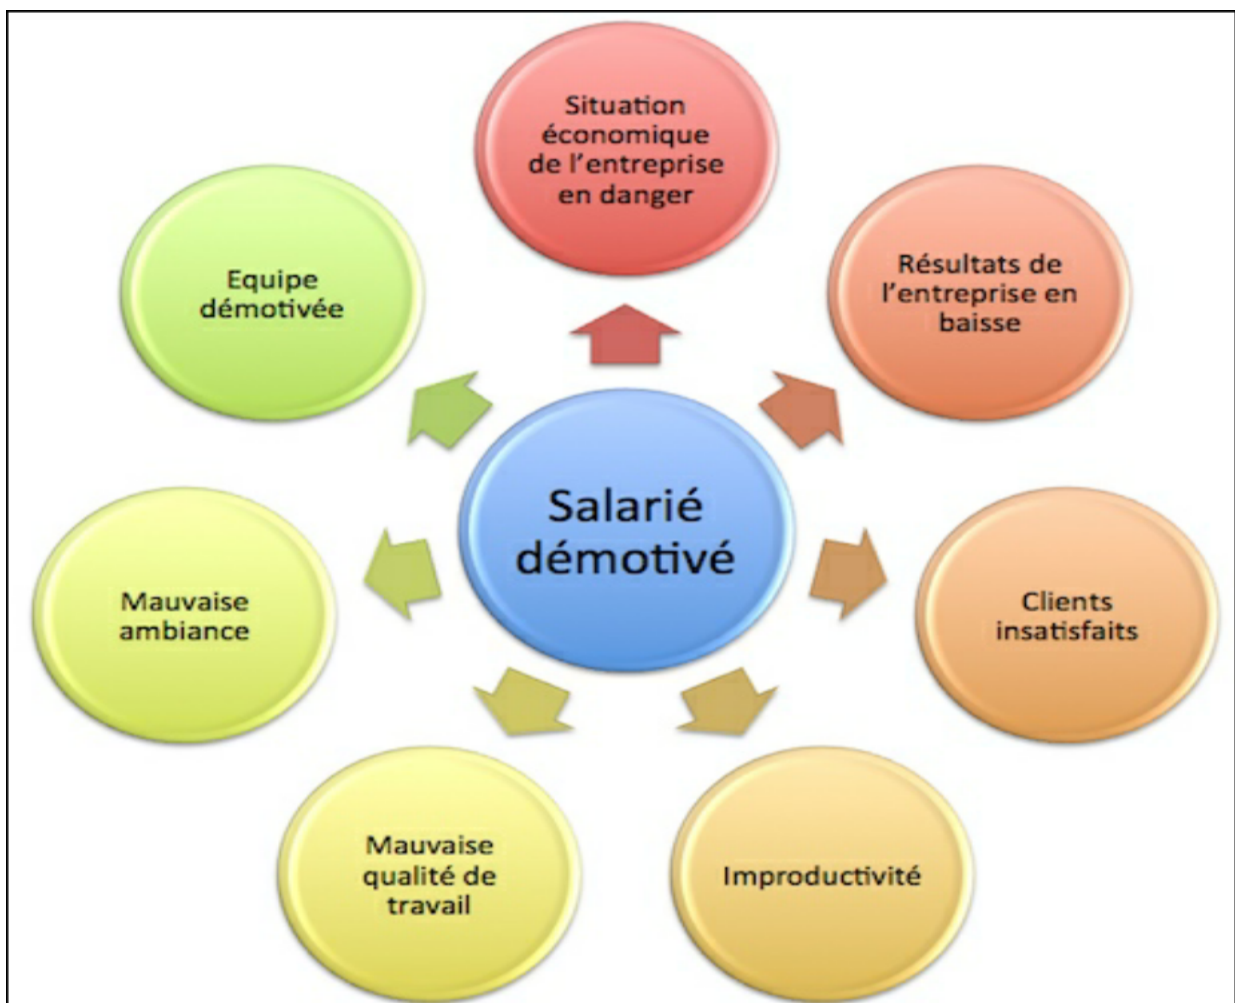 Situation
économique
de l'entreprise
en danger
Résultats de
l'entreprise en
baisse
Clients
insatisfaits
Improductivité
Mauvaise
qualité de
travail
Mauvaise
ambiance
Equipe
démotivée
Salarié
démotivé